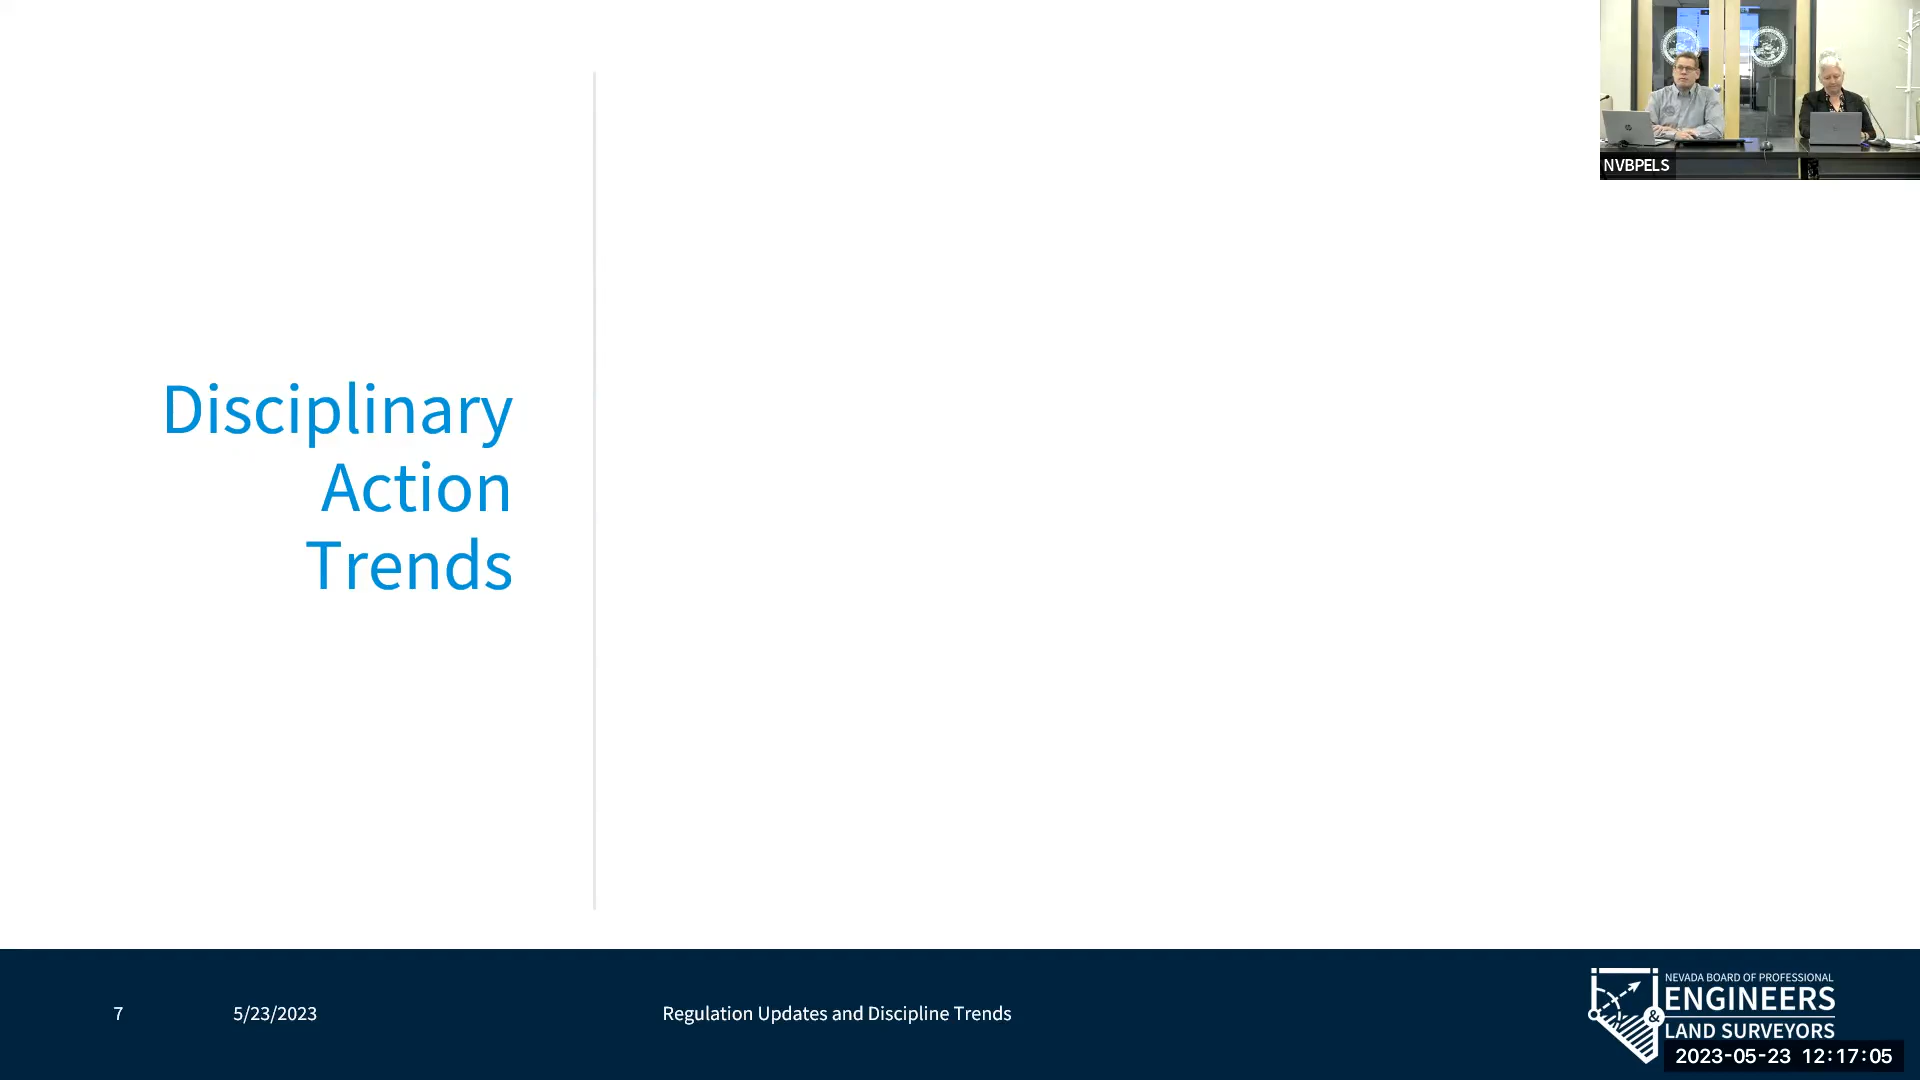 NVBPELS
Disciplinary
Action
Trends
7
5/23/2023
Regulation Updates and Discipline Trends
NEVADA BOARD OF PROFESSIONAL
ENGINEERS
&
LAND SURVEYORS
2023-05-23 12:17:05